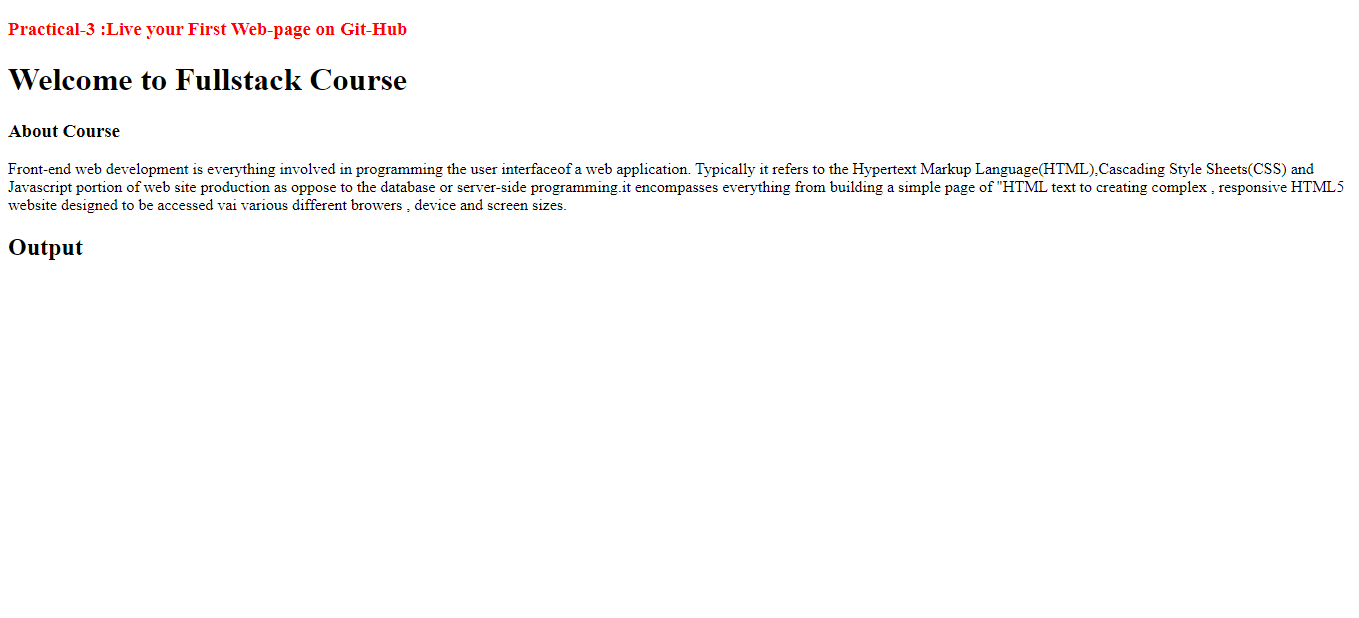 Practical-3 :Live your First Web-page on Git-Hub
Welcome to Fullstack Course
About Course
Front-end web development is everything involved in programming the user interfaceof a web application. Typically it refers to the Hypertext Markup Language(HTML),Cascading Style Sheets(CSS) and
Javascript portion of web site production as oppose to the database or server-side programming.it encompasses everything from building a simple page of "HTML text to creating complex , responsive HTML5
website designed to be accessed vai various different browers , device and screen sizes.
Output